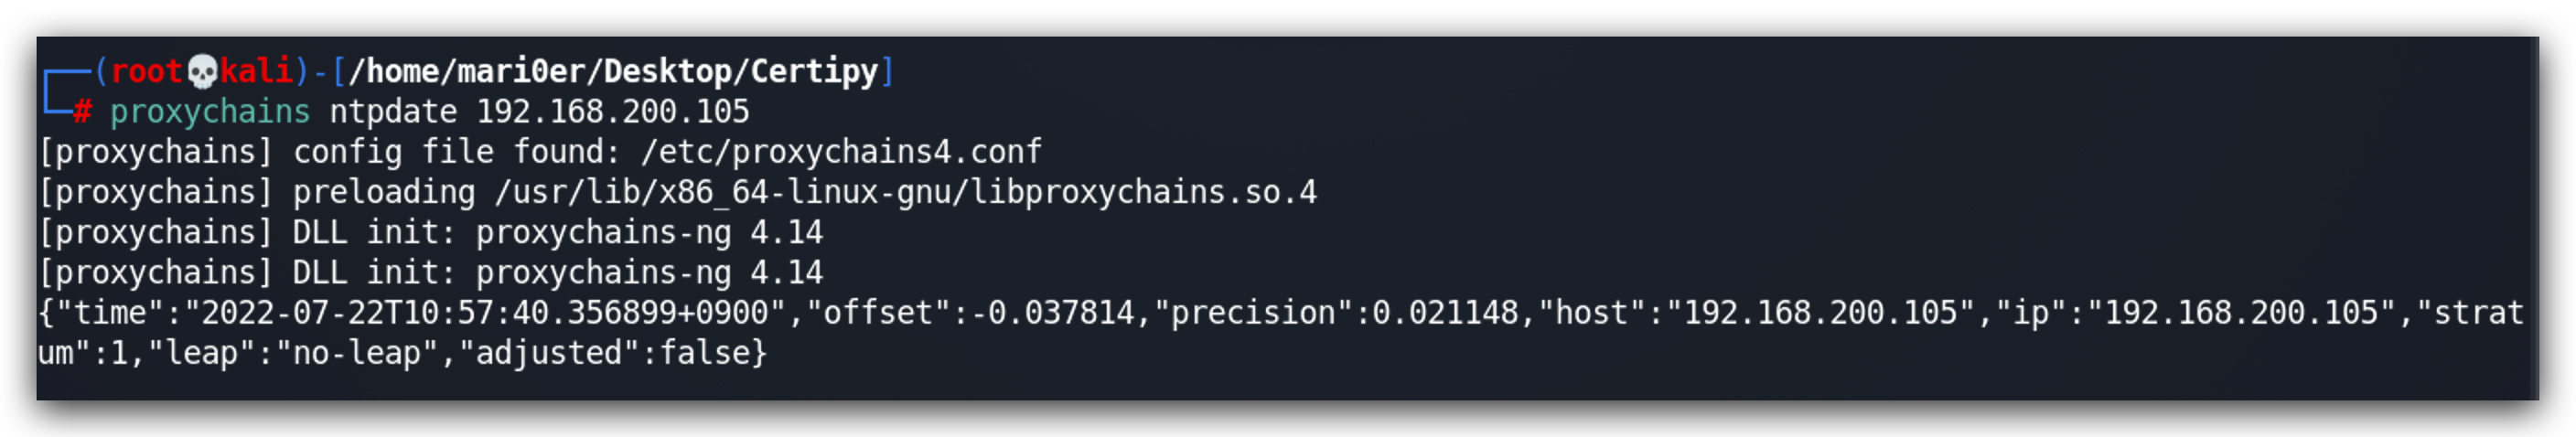 ┌──(root💀kali)-[/home/mari0er/Desktop/Certipy]
└─# proxychains ntpdate 192.168.200.105
[proxychains] config file found: /etc/proxychains4.conf
[proxychains] preloading /usr/lib/x86_64-linux-gnu/libproxychains.so.4
[proxychains] DLL init: proxychains-ng 4.14
[proxychains] DLL init: proxychains-ng 4.14
{"time":"2022-07-22T10:57:40.356899+0900","offset":-0.037814,"precision":0.021148,"host":"192.168.200.105","ip":"192.168.200.105","strat
um":1,"leap":"no-leap","adjusted":false}